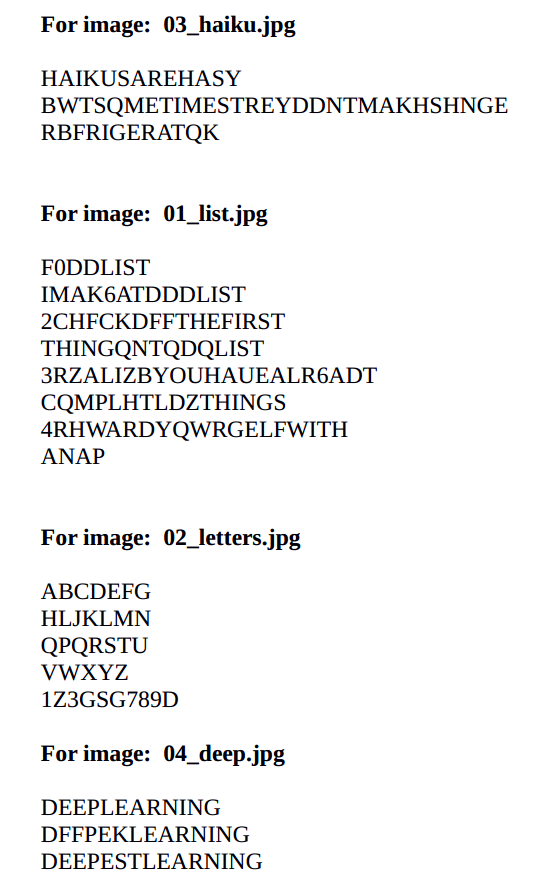 For image: 03_haiku.jpg
HAIKUSAREHASY
BWTSQMETIMESTREYDDNTMAKHSHNGE
RBFRIGERATQK
For image: 01_list.jpg
F0DDLIST
IMAK6ATDDDLIST
2CHFCKDFFTHEFIRST
THINGQNTQDQLIST
3RZALIZBYOUHAUEALR6ADT
CQMPLHTLDZTHINGS
4RHWARDYQWRGELFWITH
ANAP
For image: 02_letters.jpg
ABCDEFG
HLJKLMN
QPQRSTU
VWXYZ
1Z3GSG789D
For image: 04_deep.jpg
DEEPLEARNING
DFFPEKLEARNING
DEEPESTLEARNING